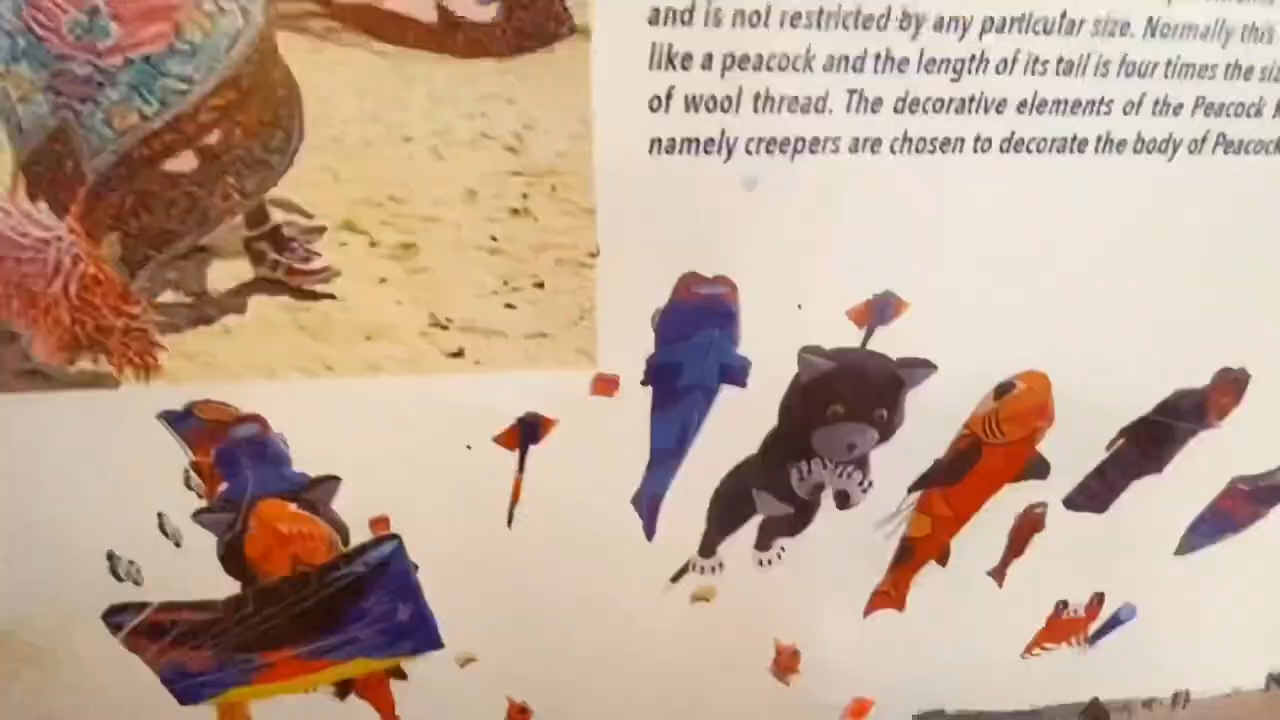 and is not restricted by any particular size. Normally this
like a peacock and the length of its tail is four times the
of wool thread. The decorative elements of the Peacock
namely creepers are chosen to decorate the body of Peacock